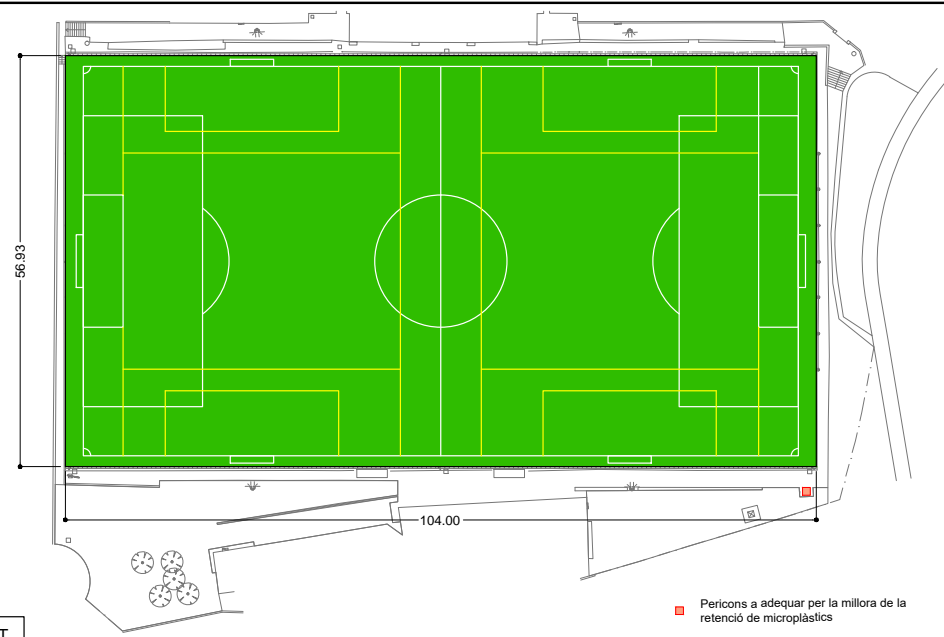 56.93
104.00
Pericons a adequar per la millora de la
retenció de microplàstics
T